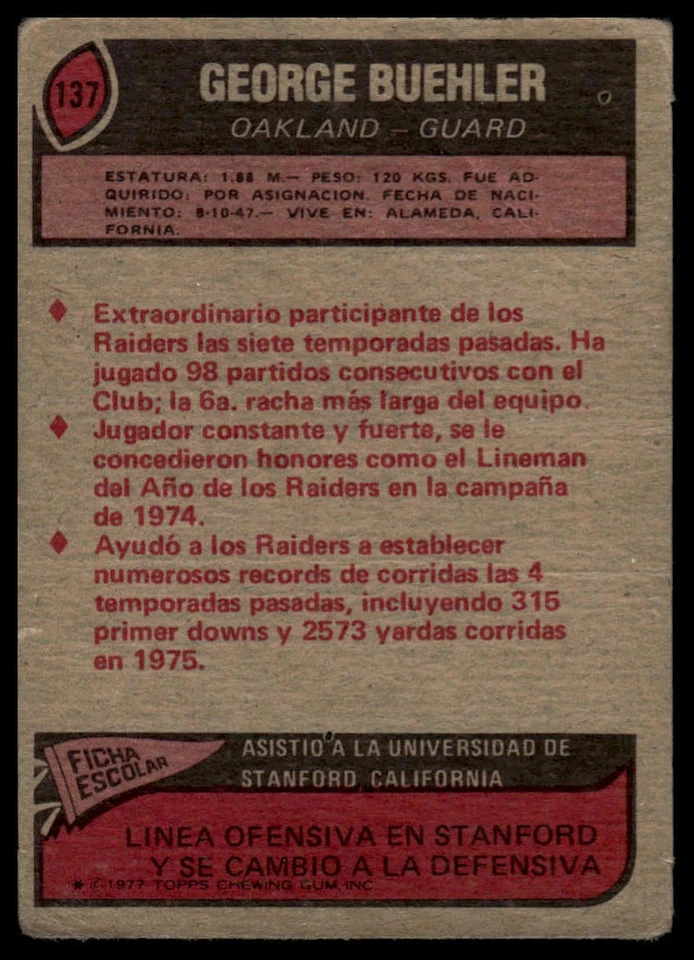 137
GEORGE BUEHLER
OAKLAND - GUARD
ESTATURA: 1.88 M.- PESO: 120 KGS. FUE AD-
QUIRIDO: POR ASIGNACION. FECHA DE NACI-
MIENTO: 8-10-47.- VIVE EN: ALAMEDA, CALI-
FORNIA.
♦ Extraordinario participante de los
Raiders las siete temporadas pasadas. Ha
jugado 98 partidos consecutivos con el
Club; la 6a. racha más larga del equipo.
♦ Jugador constante y fuerte, se le
concedieron honores como el Lineman
del Año de los Raiders en la campaña
de 1974.
♦ Ayudó a los Raiders a establecer
numerosos records de corridas las 4
temporadas pasadas, incluyendo 315
primer downs y 2573 yardas corridas
en 1975.
FICHA
ESCOLAR
ASISTIO A LA UNIVERSIDAD DE
STANFORD, CALIFORNIA
LINEA OFENSIVA EN STANFORD
Y SE CAMBIO A LA DEFENSIVA
* © 1977 TOPPS CHEWING GUM, INC.